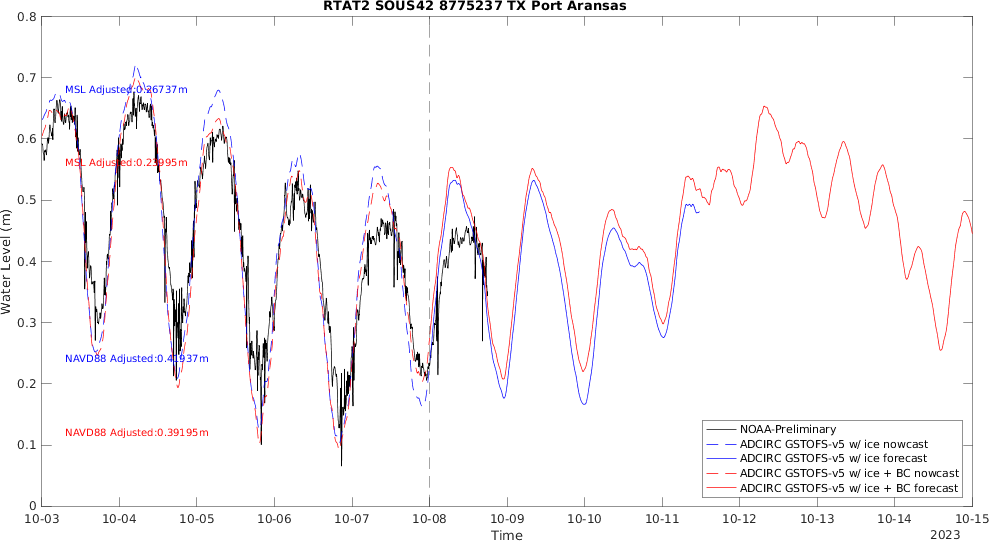 RTAT2 SOUS42 8775237 TX Port Aransas
Water Level (m)
0.8
0.7
0.6
0.5
0.4
0.3
0.2
0.1
0
MSL Adjusted:0.26737m
MSL Adjusted:0.23995m
NAVD88 Adjusted:0.41937m
NAVD88 Adjusted:0.39195m
NOAA-Preliminary
ADCIRC GSTOFS-v5 w/ ice nowcast
ADCIRC GSTOFS-v5 w/ ice forecast
ADCIRC GSTOFS-v5 w/ ice + BC nowcast
ADCIRC GSTOFS-v5 w/ ice + BC forecast
10-03 10-04 10-05 10-06 10-07 10-08 10-09 10-10 10-11 10-12 10-13 10-14 10-15
Time
2023